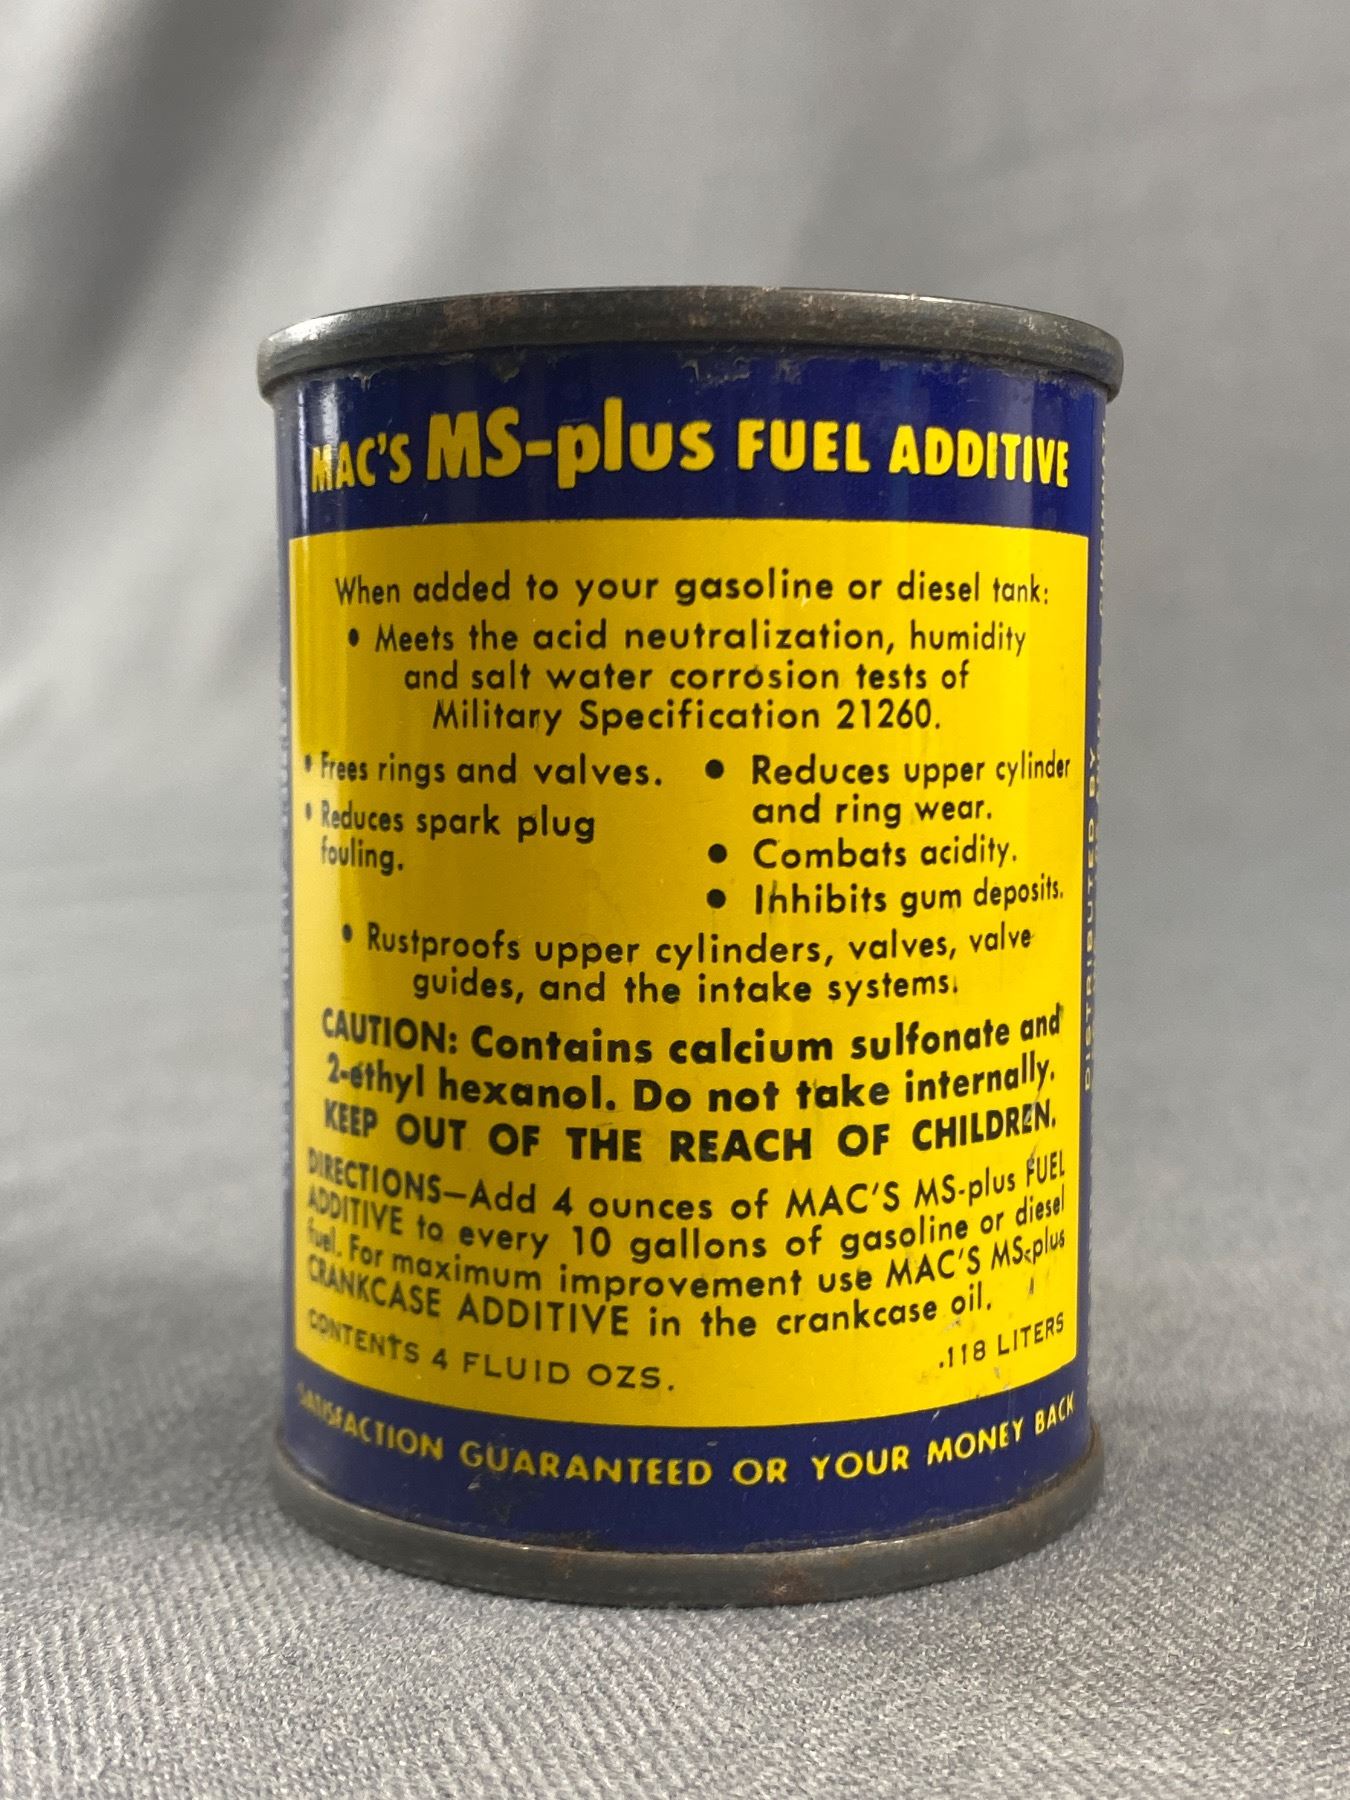 MAC'S MS-plus FUEL ADDITIVE
When added to your gasoline or diesel tank:
• Meets the acid neutralization, humidity
and salt water corrosion tests of
Military Specification 21260.
• Frees rings and valves.
• Reduces spark plug
fouling.
• Reduces upper cylinder
and ring wear.
• Combats acidity.
• Inhibits gum deposits.
• Rustproofs upper cylinders, valves, valve
guides, and the intake systems.
CAUTION: Contains calcium sulfonate and
2-ethyl hexanol. Do not take internally.
KEEP OUT OF THE REACH OF CHILDREN.
DIRECTIONS—Add 4 ounces of MAC'S MS-plus FUEL
ADDITIVE to every 10 gallons of gasoline or diesel
fuel. For maximum improvement use MAC'S MS-plus
CRANKCASE ADDITIVE in the crankcase oil.
CONTENTS 4 FLUID OZS.
.118 LITERS
SATISFACTION GUARANTEED OR YOUR MONEY BACK
DISTRIBUTED BY